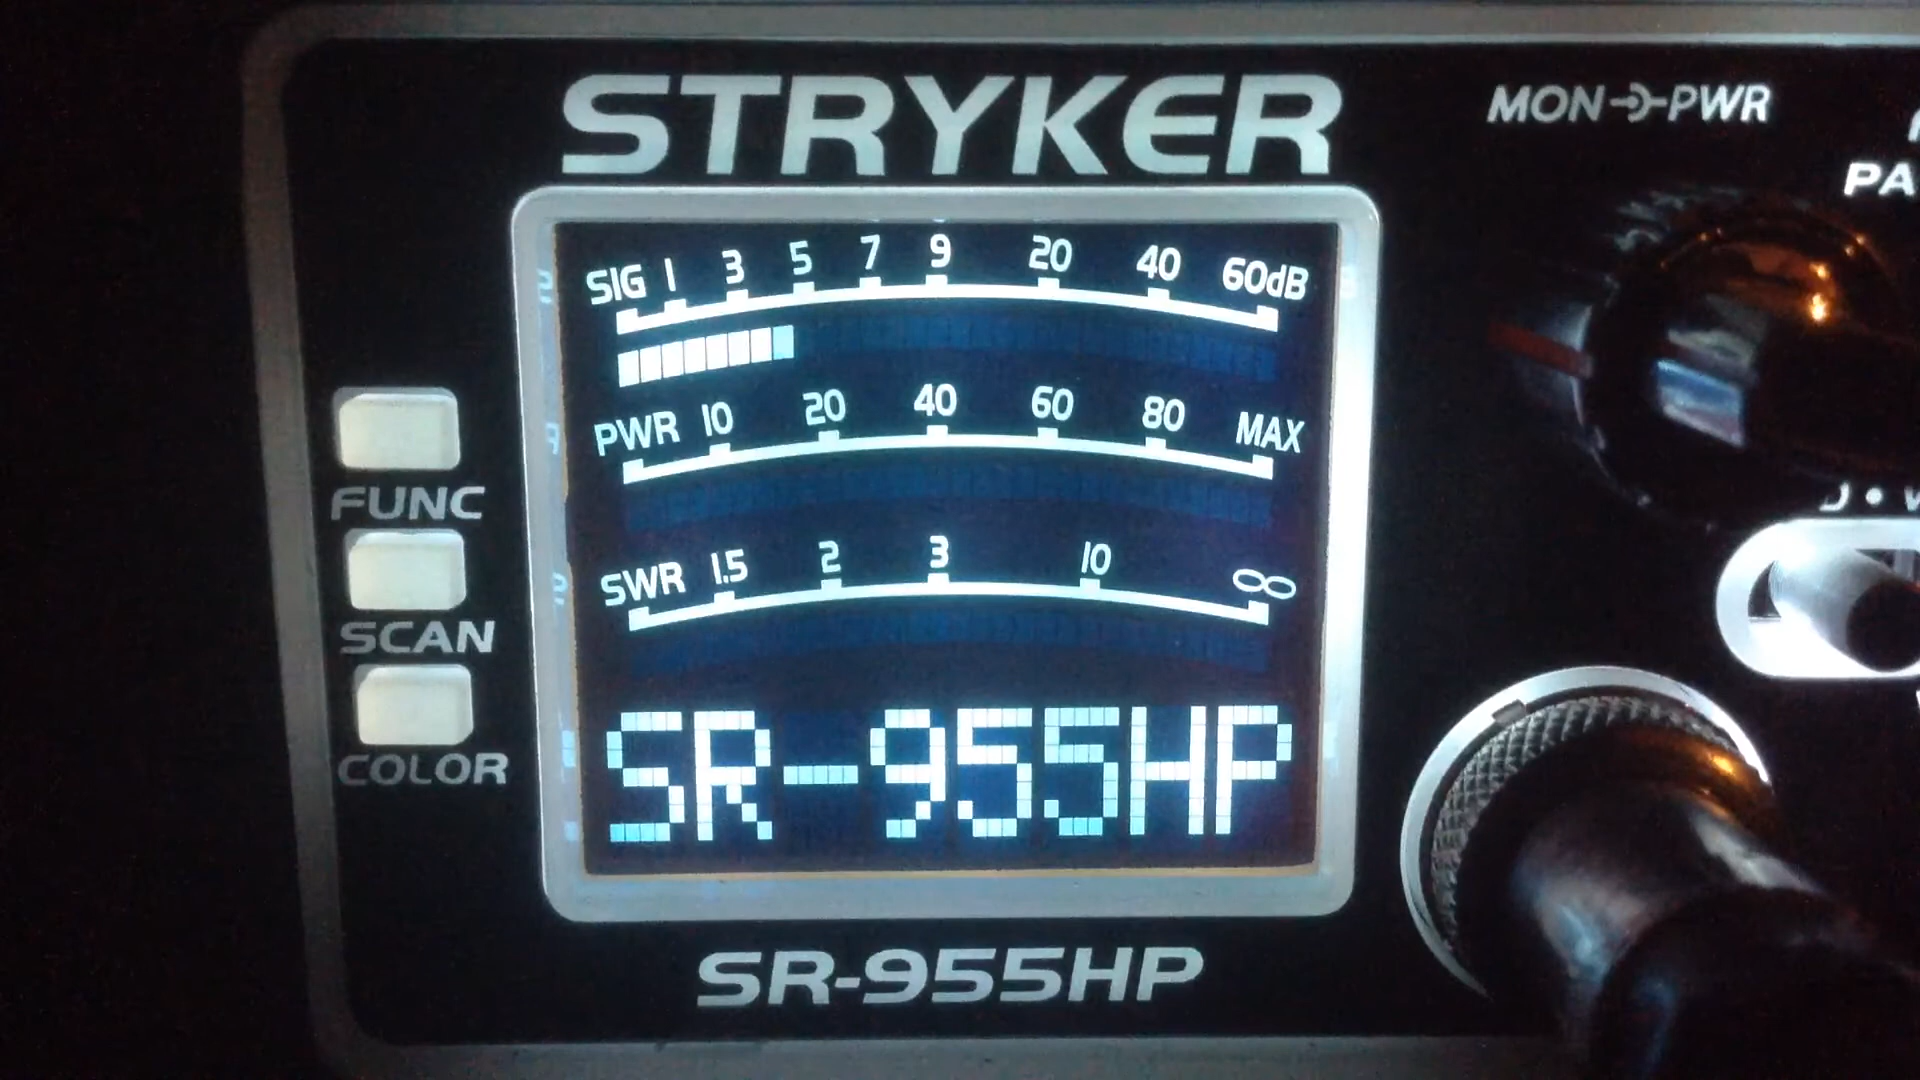 STRYKER
MON PWR
PA
SIG 1 3 5 7 9 20 40 60dB
PWR 10 20 40 60 80 MAX
FUNC
SWR 1.5 2 3 10 ∞
SCAN
SR-955HP
COLOR
SR-955HP